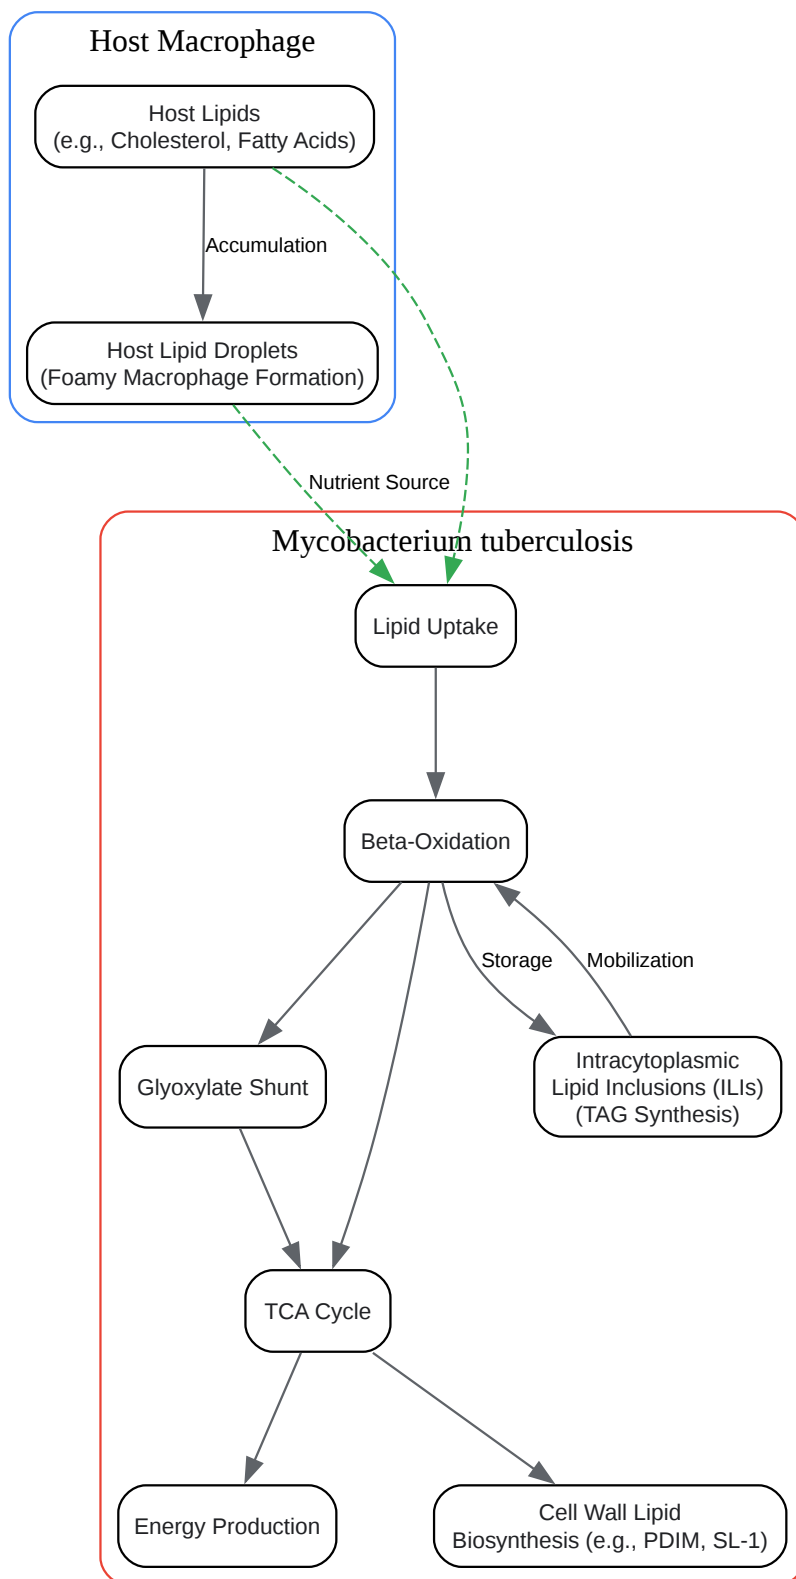 Host Macrophage
Host Lipids
(e.g., Cholesterol, Fatty Acids)
Accumulation
Host Lipid Droplets
(Foamy Macrophage Formation)
Nutrient Source
Mycobacterium tuberculosis
Lipid Uptake
Beta-Oxidation
Storage
Mobilization
Glyoxylate Shunt
Intracytoplasmic
Lipid Inclusions (ILIs)
(TAG Synthesis)
TCA Cycle
Energy Production
Cell Wall Lipid
Biosynthesis (e.g., PDIM, SL-1)